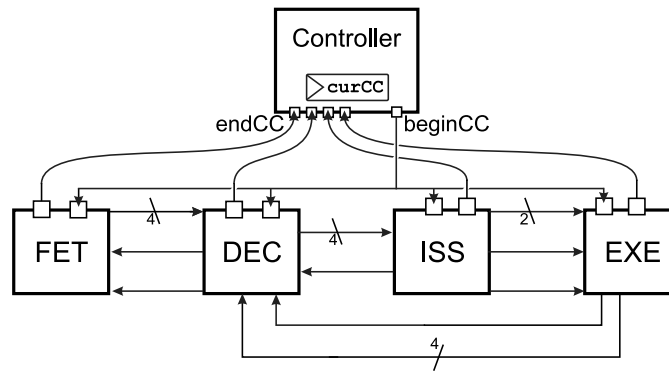 Controller
curCC
endCC
beginCC
4
4
2
FET
DEC
ISS
EXE
4